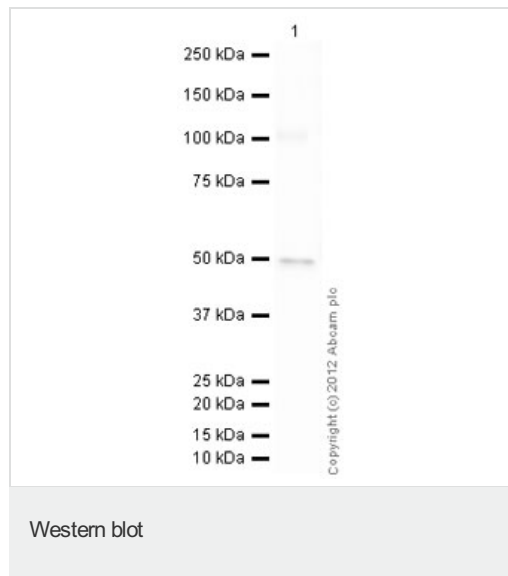 1
250 kDa
150 kDa
100 kDa
75 kDa
50 kDa
37 kDa
25 kDa
20 kDa
15 kDa
10 kDa
Copyright (c) 2012 Abcam plc
Western blot